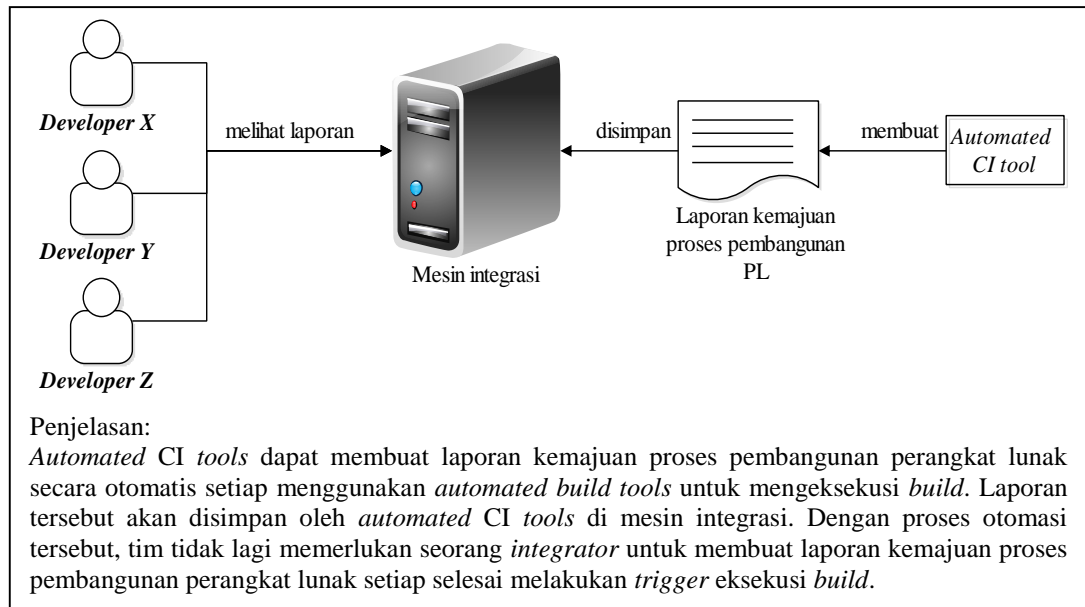 Developer X
melihat laporan
disimpan
membuat
Automated
CI tool
Developer Y
Laporan kemajuan
proses pembangunan
PL
Mesin integrasi
Developer Z
Penjelasan:
Automated CI tools dapat membuat laporan kemajuan proses pembangunan perangkat lunak
secara otomatis setiap menggunakan automated build tools untuk mengeksekusi build. Laporan
tersebut akan disimpan oleh automated CI tools di mesin integrasi. Dengan proses otomasi
tersebut, tim tidak lagi memerlukan seorang integrator untuk membuat laporan kemajuan proses
pembangunan perangkat lunak setiap selesai melakukan trigger eksekusi build.